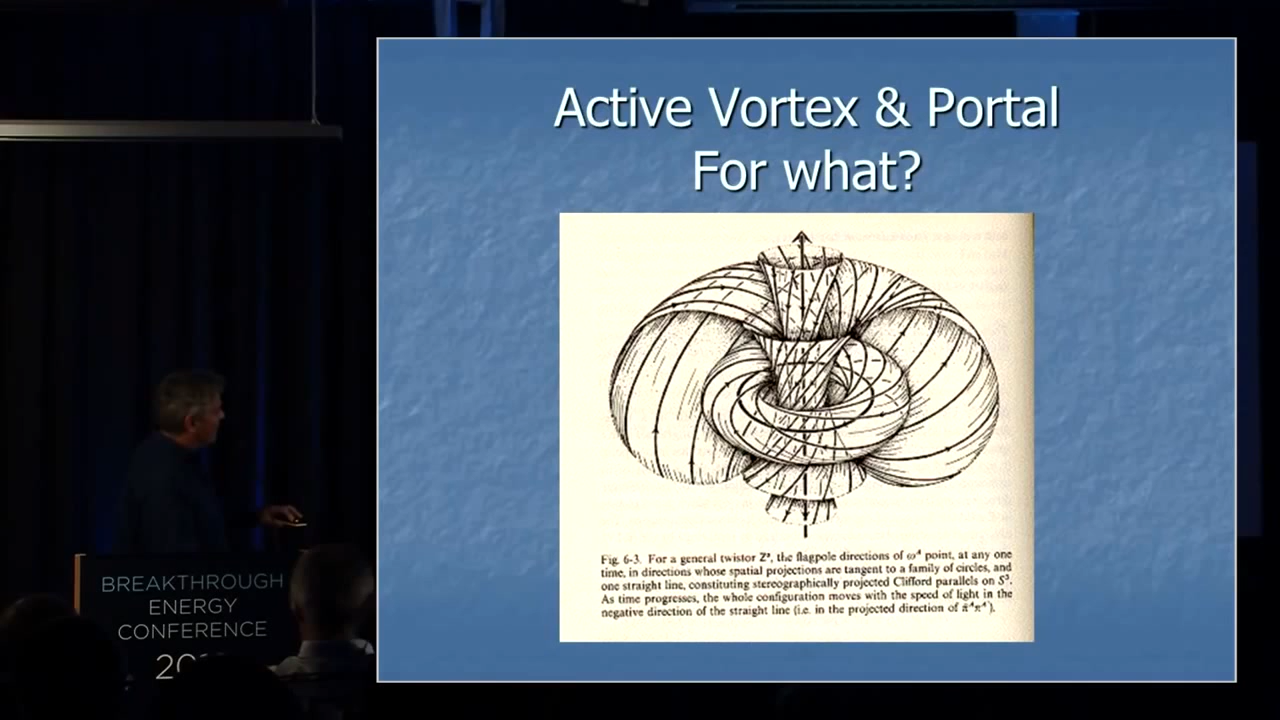 Active Vortex & Portal
For what?
Fig. 6-3. For a general twistor Zᵃ, the flagpole directions of ωᴬ point, at any one
time, in directions whose spatial projections are tangent to a family of circles, and
one straight line, constituting stereographically projected Clifford parallels on S³.
As time progresses, the whole configuration moves with the speed of light in the
negative direction of the straight line (i.e. in the projected direction of
BREAKTHROUGH
ENERGY
CONFERENCE